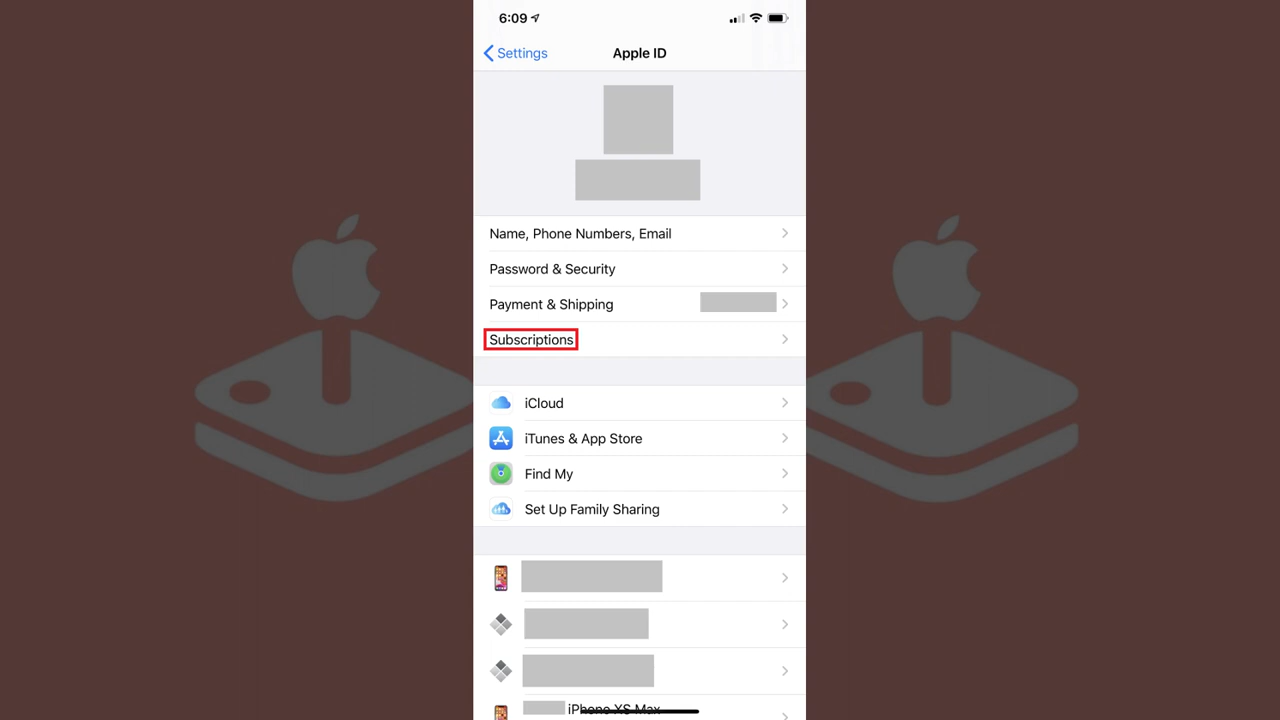 6:09
Settings
Apple ID
Name, Phone Numbers, Email
Password & Security
Payment & Shipping
Subscriptions
iCloud
iTunes & App Store
Find My
Set Up Family Sharing
iPhone XS Max